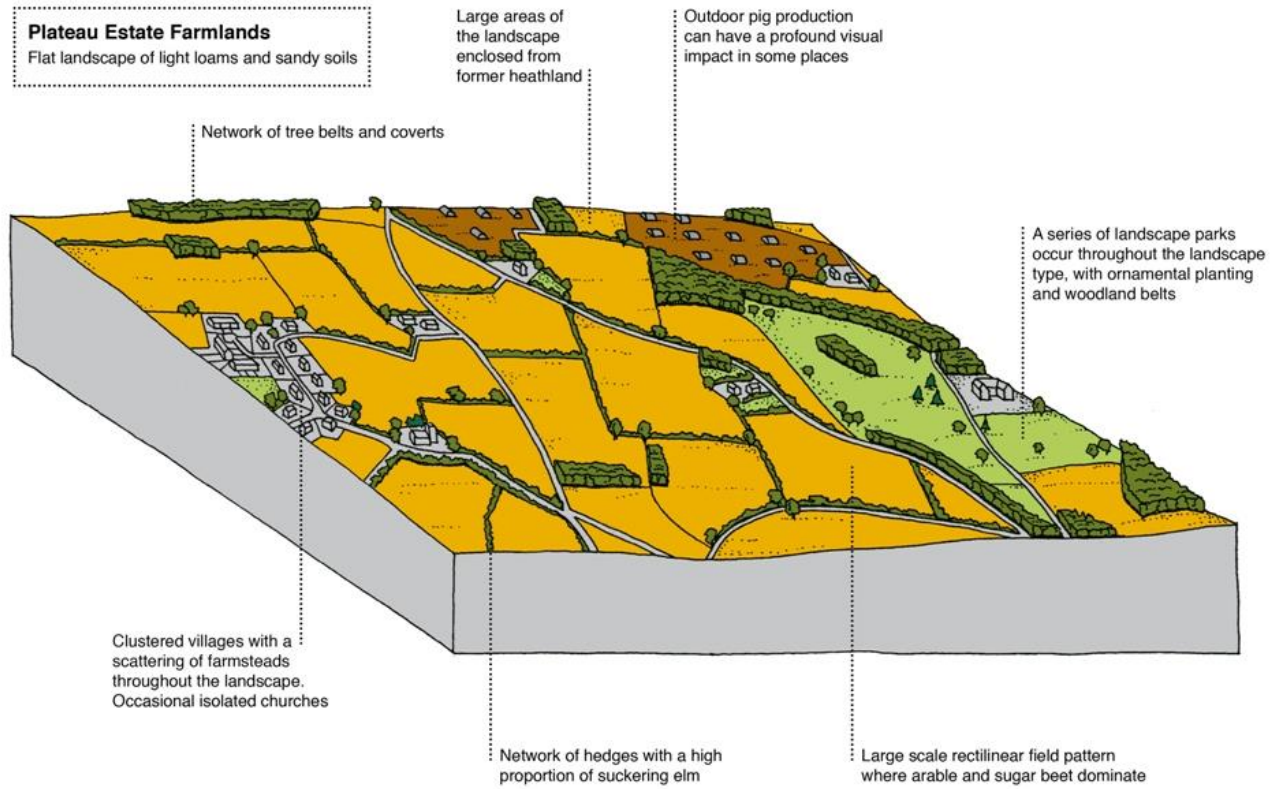 Plateau Estate Farmlands
Flat landscape of light loams and sandy soils
Large areas of
the landscape
enclosed from
former heathland
Outdoor pig production
can have a profound visual
impact in some places
Network of tree belts and coverts
A series of landscape parks
occur throughout the landscape
type, with ornamental planting
and woodland belts
Clustered villages with a
scattering of farmsteads
throughout the landscape.
Occasional isolated churches
Network of hedges with a high
proportion of suckering elm
Large scale rectilinear field pattern
where arable and sugar beet dominate